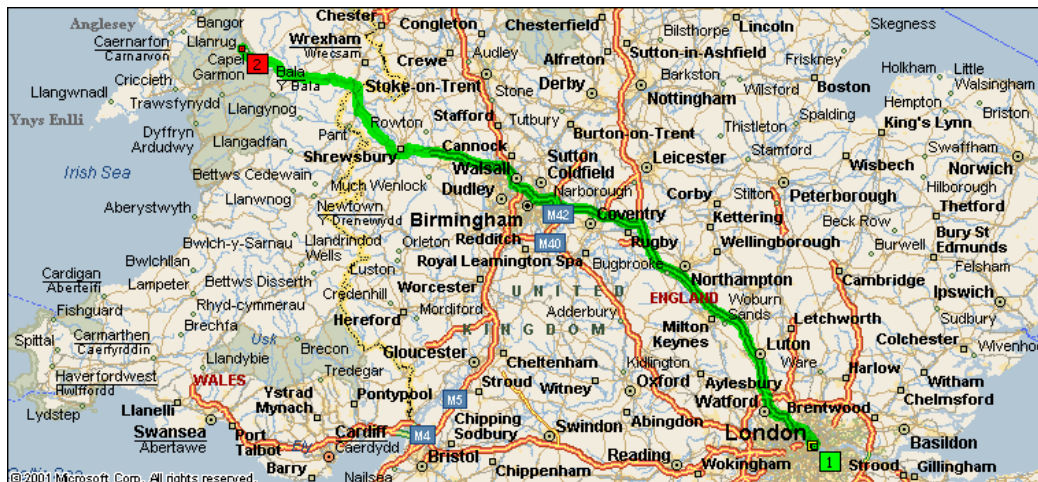 Anglesey
Bangor
Chester
Congleton
Chesterfield
Lincoln
Skegness
Caernarfon
Carnarvon
Llanrug
Wrexham
Wrecsam
Audley
Alfreton
Sutton-in-Ashfield
Bilsthorpe
Friskney
Capel
Garmon
2
Bala
Bala
Crewe
Derby
Barkston
Wilsford
Boston
Holkham
Little
Walsingham
Criccieth
Llangwnadl
Trawsfynydd
Stoke-on-Trent
Stone
Nottingham
Spalding
Hempton
Briston
Ynys Enlli
Llangynog
Rowton
Stafford
Tutbury
Burton-on-Trent
Thistleton
King's Lynn
Dyffryn
Ardudwy
Pant
Llangadfan
Shrewsbury
Cannock
Sutton
Coldfield
Leicester
Stamford
Wisbech
Swaffham
Norwich
Irish Sea
Bettws Cedewain
Much Wenlock
Walsall
Narborough
Corby
Stilton
Peterborough
Hilborough
Llanwnog
Newtown
Y-Drenewydd
Dudley
Birmingham
M42
Coventry
Kettering
Beck Row
Thetford
Aberystwyth
Bwlch-y-Sarnau
Llandrindod
Wells
Orleton
Redditch
M40
Rugby
Wellingborough
Burwell
Bury St
Edmunds
Bwlchllan
Royal Leamington Spa
Bugbrooke
Northampton
Cambridge
Felsham
Cardigan
Aberteifi
Lampeter
Bettws Disserth
Luston
Worcester
UNITED
ENGLAND
Woburn
Sands
Ipswich
Fishguard
Rhyd-cymmerau
Credenhill
Mordiford
Adderbury
Letchworth
Sudbury
Spittal
Carmarthen
Caerfyrddin
Brechfa
Usk
Hereford
KINGDOM
Milton
Keynes
Luton
Colchester
Wivenhoe
Haverfordwest
Hwlffordd
Llandybie
Brecon
Gloucester
Cheltenham
Kidlington
Ware
Harlow
Witham
WALES
Tredegar
Stroud
Witney
Oxford
Aylesbury
Chelmsford
Lydstep
Llanelli
Ystrad
Mynach
Pontypool
M5
Chipping
Sodbury
Abingdon
Watford
Brentwood
Swansea
Abertawe
Port
Talbot
Cardiff
Caerdydd
M4
Swindon
London
1
Basildon
Barry
Bristol
Nailsea
Chippenham
Reading
Wokingham
Strood
Gillingham
©2001 Microsoft Corp. All rights reserved.